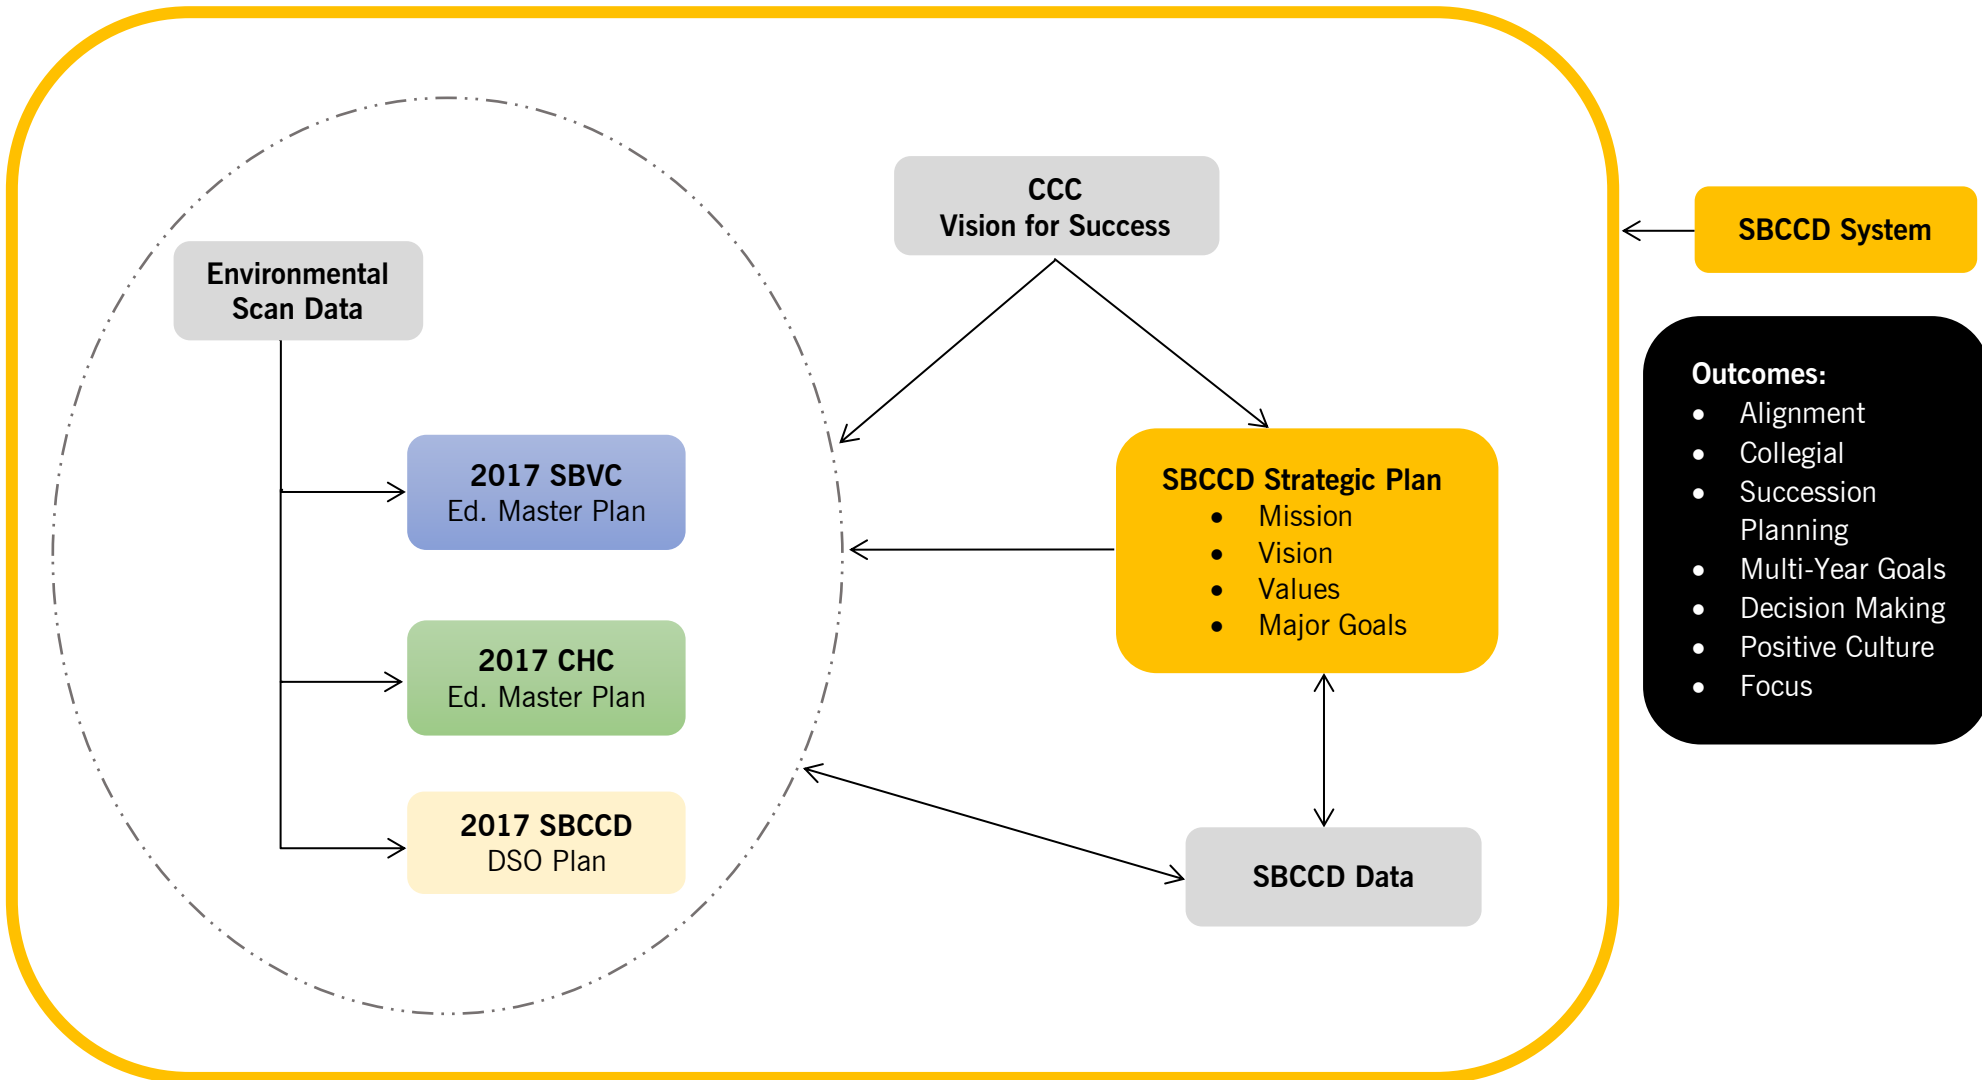 CCC
Vision for Success
SBCCD System
Environmental
Scan Data
Outcomes:
• Alignment
• Collegial
• Succession
Planning
• Multi-Year Goals
• Decision Making
• Positive Culture
• Focus
2017 SBVC
Ed. Master Plan
SBCCD Strategic Plan
• Mission
• Vision
• Values
• Major Goals
2017 CHC
Ed. Master Plan
2017 SBCCD
DSO Plan
SBCCD Data